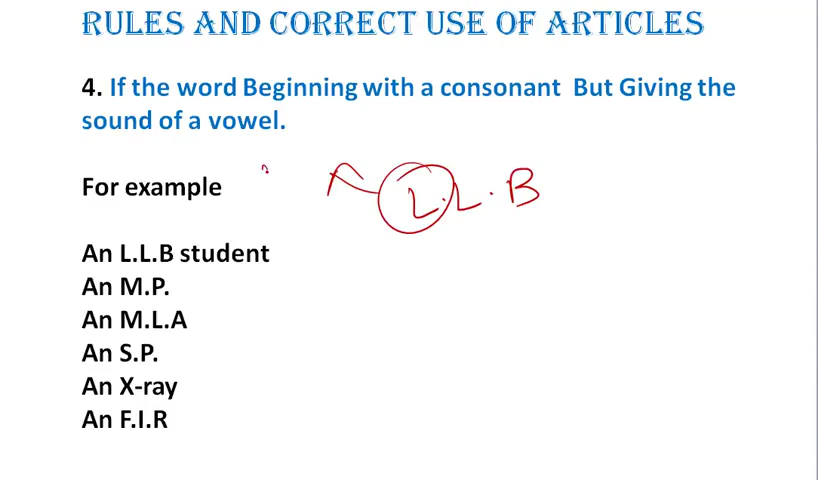 RULES AND CORRECT USE OF ARTICLES
4. If the word Beginning with a consonant But Giving the
sound of a vowel.
For example
L.L.B
An L.L.B student
An M.P.
An M.L.A
An S.P.
An X-ray
An F.I.R